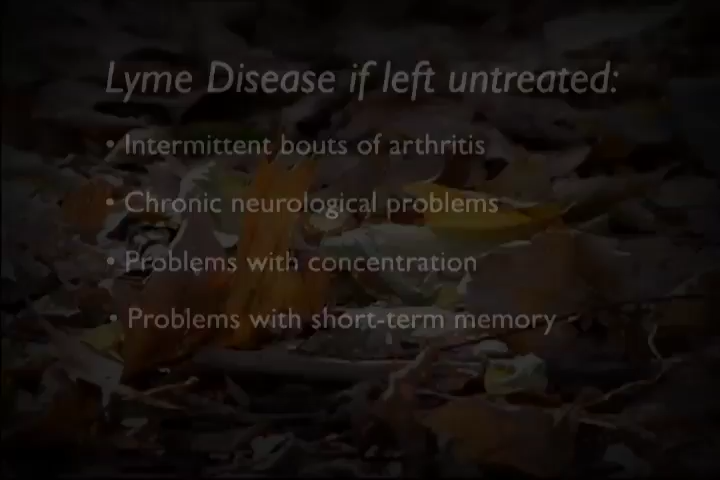 Lyme Disease if left untreated:
• Intermittent bouts of arthritis
• Chronic neurological problems
• Problems with concentration
• Problems with short-term memory